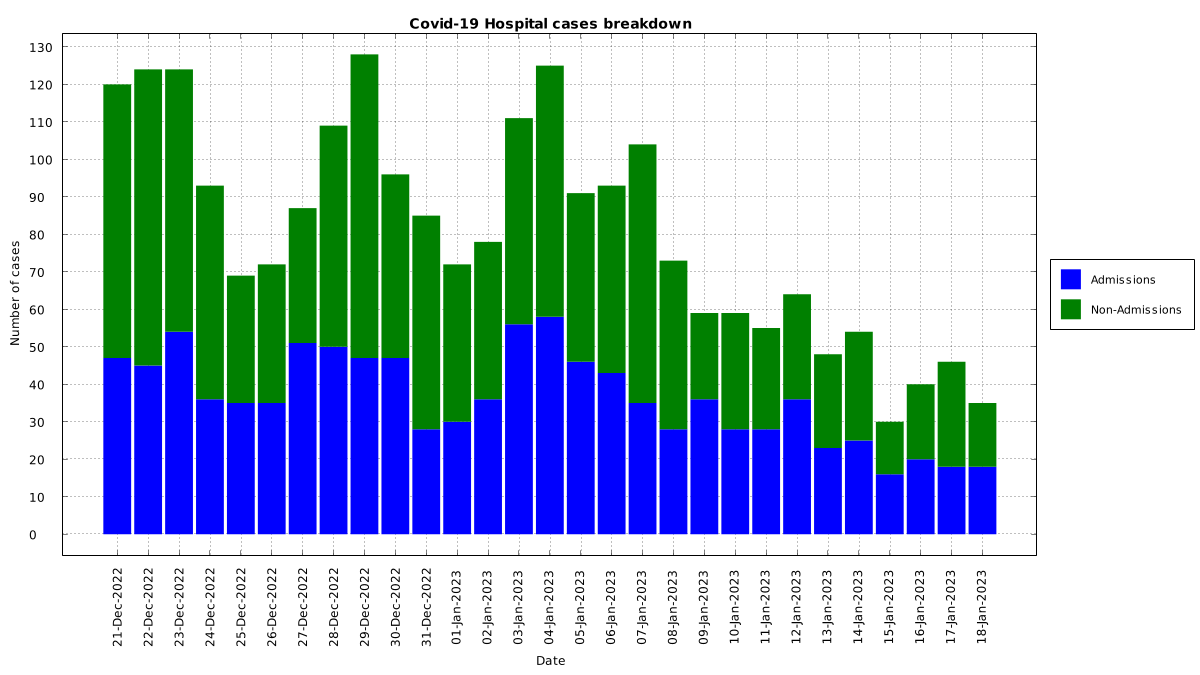 Covid-19 Hospital cases breakdown
130
120
110
100
90
80
70
60
50
40
30
20
10
0
Number of cases
Admissions
Non-Admissions
21-Dec-2022
22-Dec-2022
23-Dec-2022
24-Dec-2022
25-Dec-2022
26-Dec-2022
27-Dec-2022
28-Dec-2022
29-Dec-2022
30-Dec-2022
31-Dec-2022
01-Jan-2023
02-Jan-2023
03-Jan-2023
04-Jan-2023
05-Jan-2023
06-Jan-2023
07-Jan-2023
08-Jan-2023
09-Jan-2023
10-Jan-2023
11-Jan-2023
12-Jan-2023
13-Jan-2023
14-Jan-2023
15-Jan-2023
16-Jan-2023
17-Jan-2023
18-Jan-2023
Date